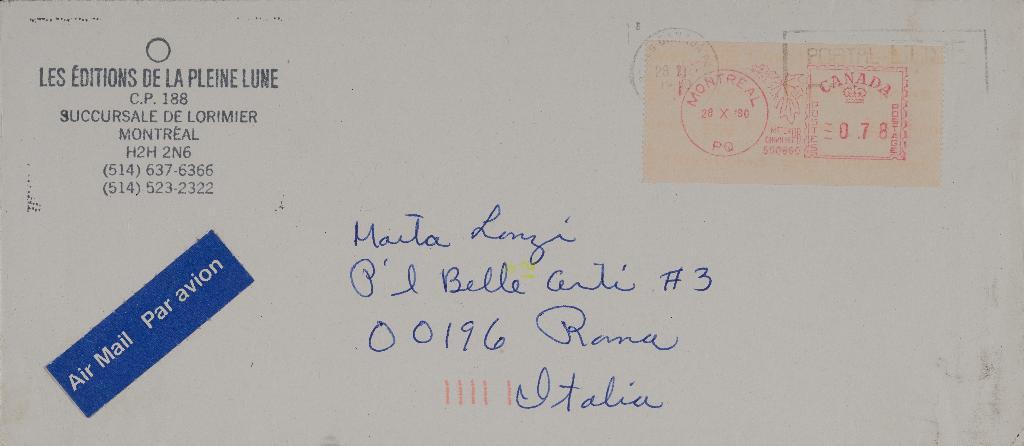 LES ÉDITIONS DE LA PLEINE LUNE
C.P. 188
SUCCURSALE DE LORIMIER
MONTRÉAL
H2H 2N6
(514) 637-6366
(514) 523-2322
Air Mail Par avion
MONTRÉAL
28 X '80
PQ
CANADA
POSTES
0.78
POSTAGE
Marta Lonzi
P'l Belle Arti #3
00196 Roma
Italia